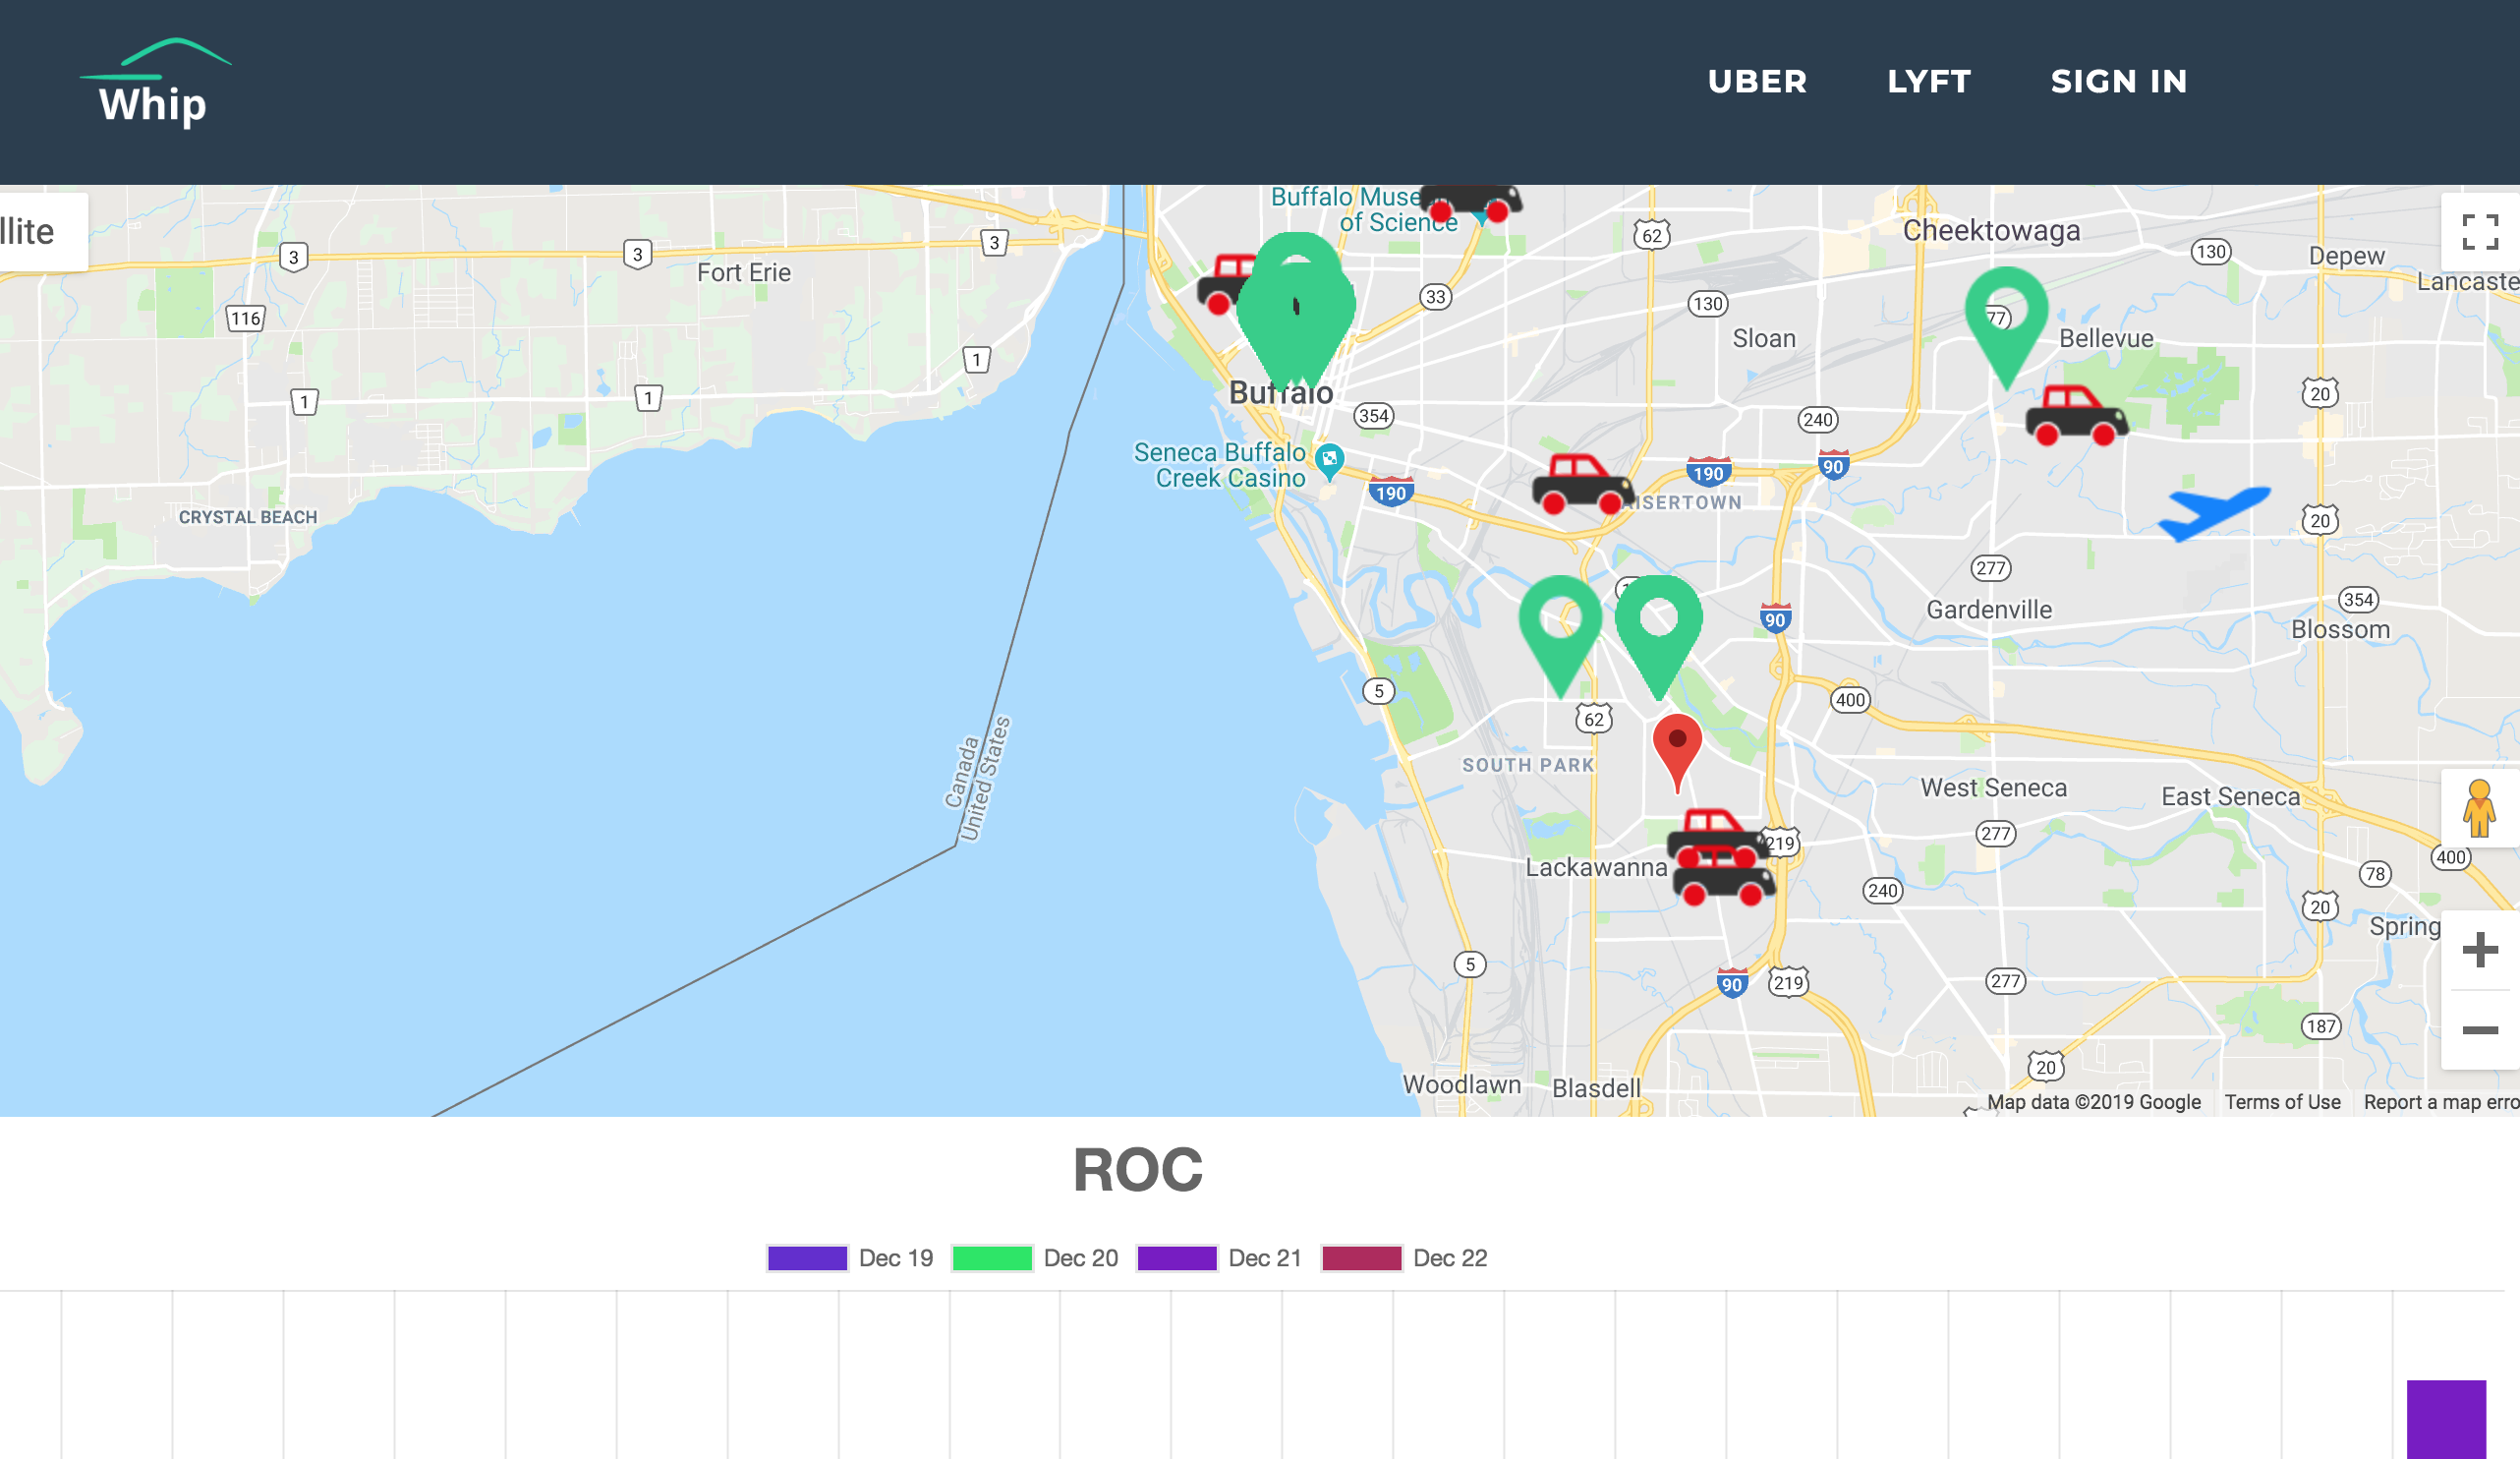 Whip
UBER
LYFT
SIGN IN
llite
Buffalo
of Science
Cheektowaga
Depew
Lancaste
Fort Erie
3
3
3
62
130
116
33
130
77
Sloan
Bellevue
1
1
1
Buffalo
354
240
20
Seneca Buffalo
Creek Casino
190
190
90
AISERTOWN
CRYSTAL BEACH
20
277
Gardenville
90
354
Blossom
5
62
400
Canada
United States
SOUTH PARK
West Seneca
East Seneca
219
277
Lackawanna
400
240
78
20
Spring
5
90
219
277
187
20
Woodlawn
Blasdell
Map data ©2019 Google
Terms of Use
Report a map erro
ROC
Dec 19
Dec 20
Dec 21
Dec 22